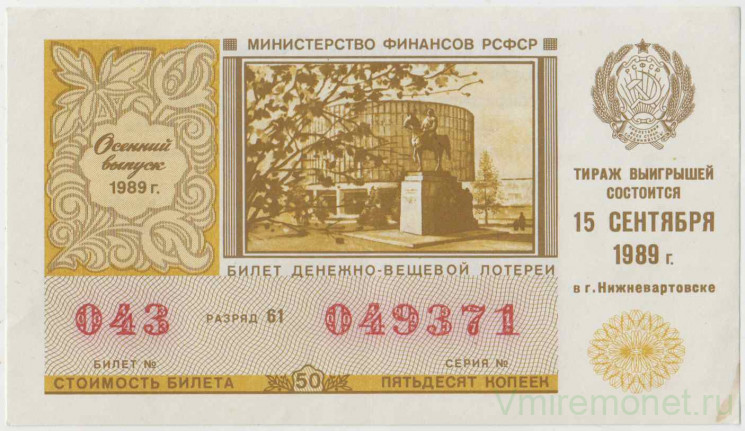 МИНИСТЕРСТВО ФИНАНСОВ РСФСР
Осенний
выпуск
1989 г.
РСФСР
ТИРАЖ ВЫИГРЫШЕЙ
СОСТОИТСЯ
15 СЕНТЯБРЯ
1989 г.
в г. Нижневартовске
БИЛЕТ ДЕНЕЖНО-ВЕЩЕВОЙ ЛОТЕРЕИ
043 РАЗРЯД 61 049371
БИЛЕТ № СЕРИЯ №
СТОИМОСТЬ БИЛЕТА 50 ПЯТЬДЕСЯТ КОПЕЕК
Vmiremonet.ru